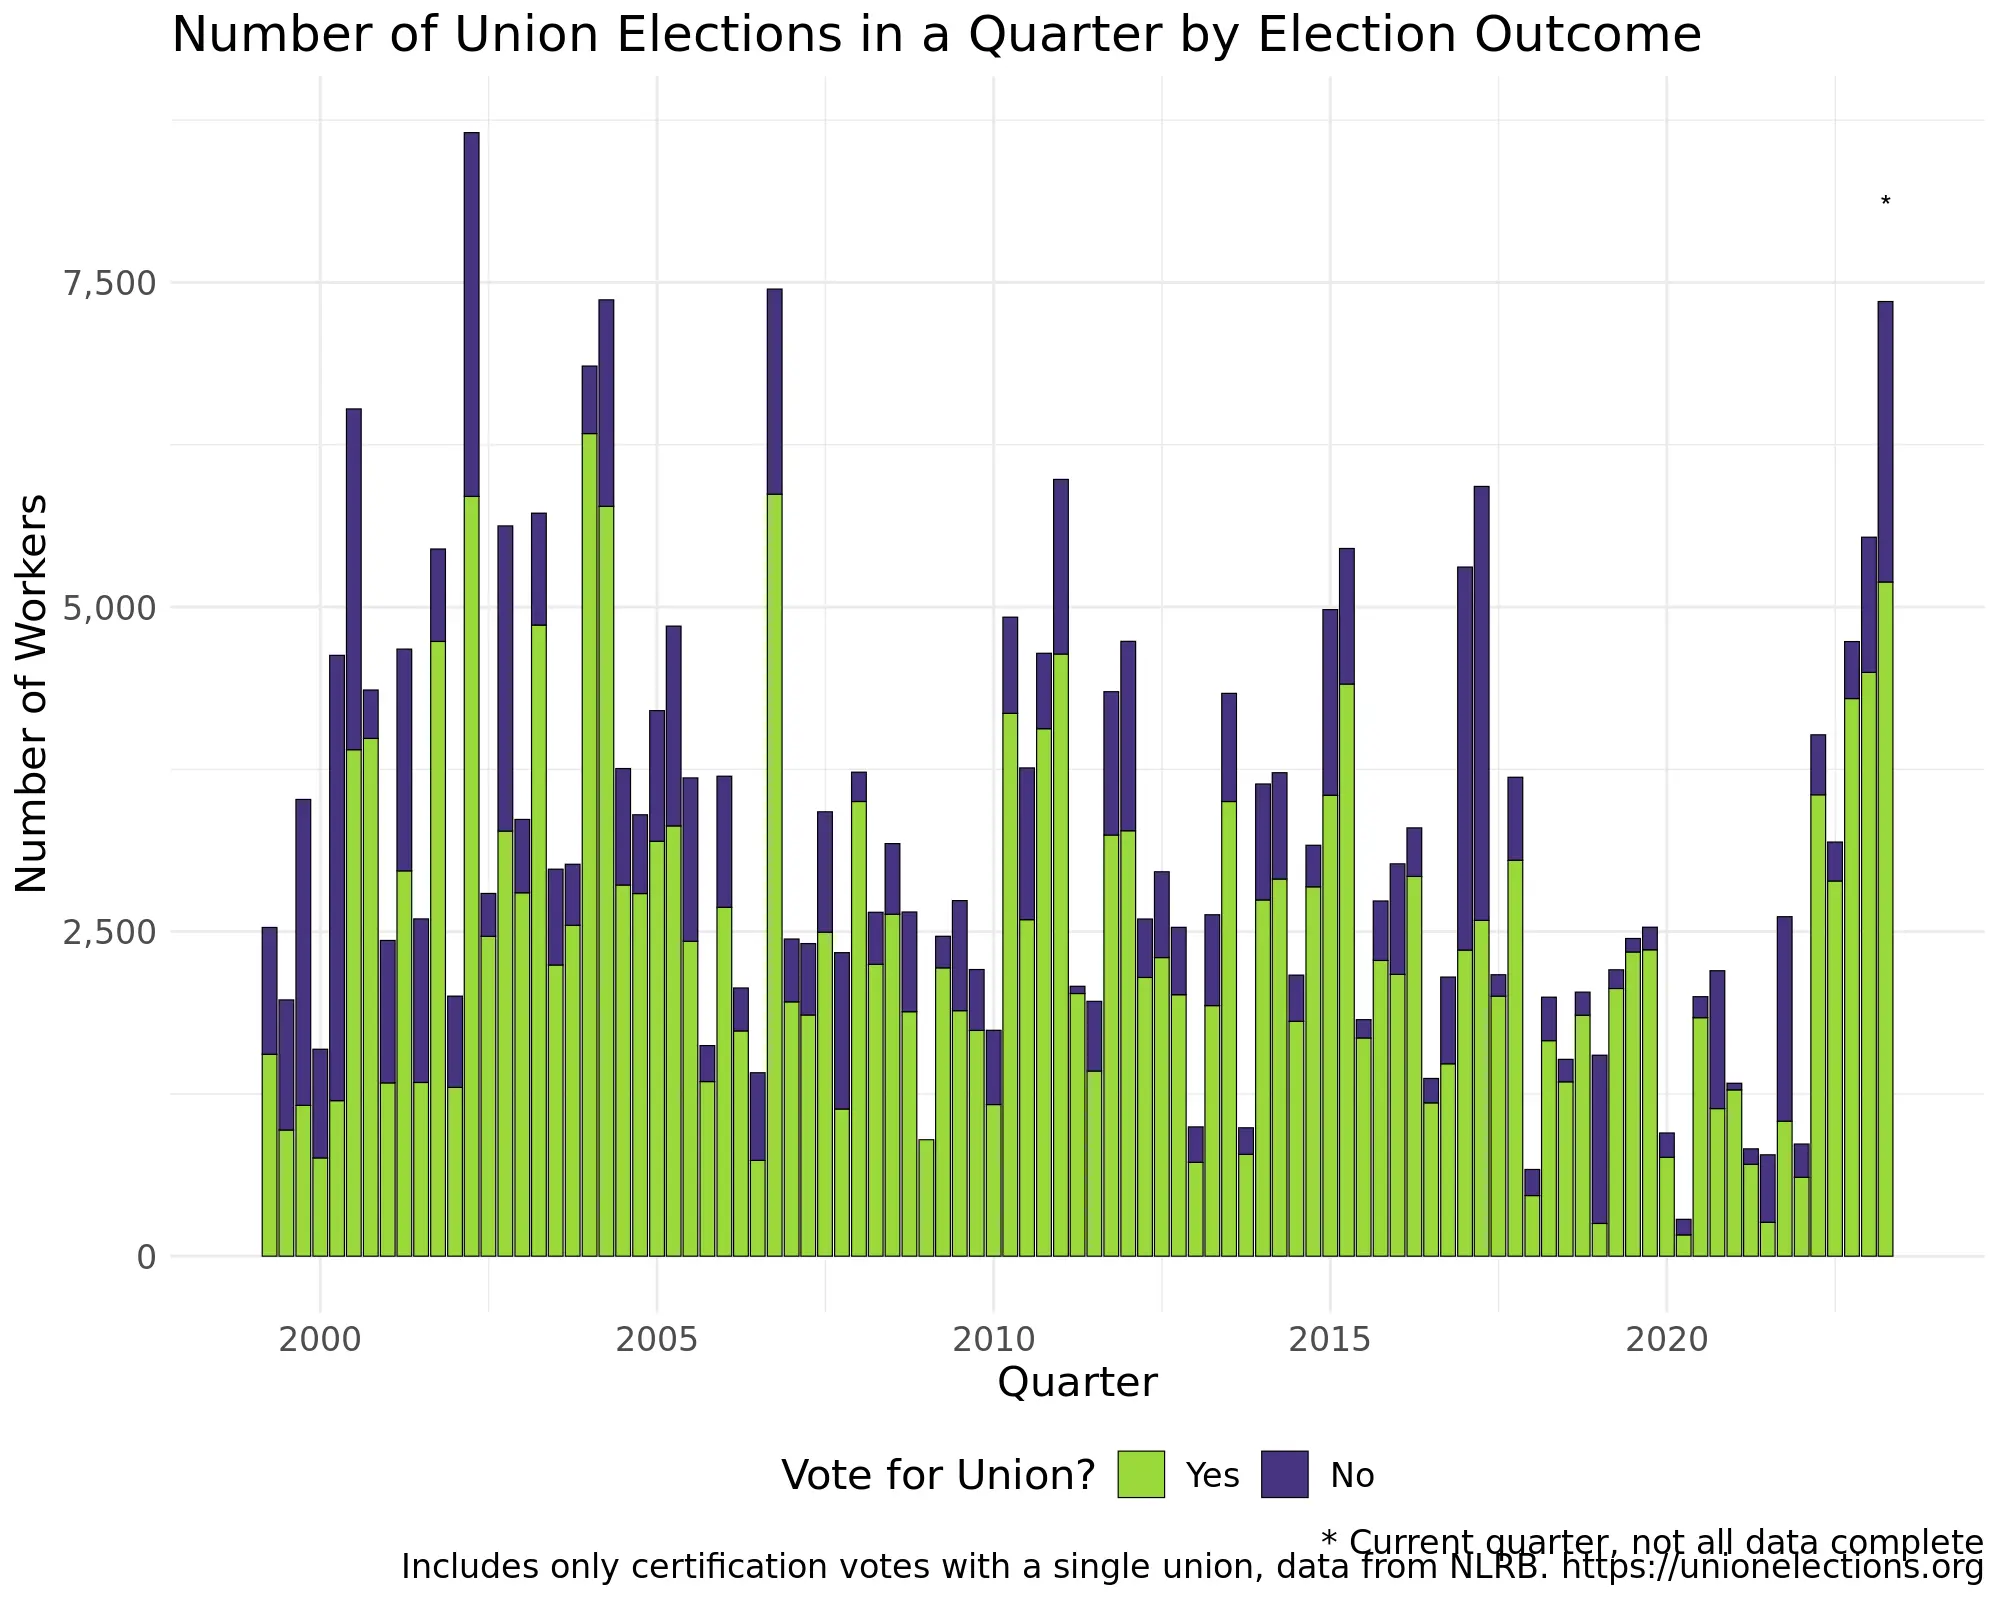 Number of Union Elections in a Quarter by Election Outcome
*
7,500
5,000
2,500
0
Number of Workers
2000 2005 2010 2015 2020
Quarter
Vote for Union? Yes No
* Current quarter, not all data complete
Includes only certification votes with a single union, data from NLRB. https://unionelections.org